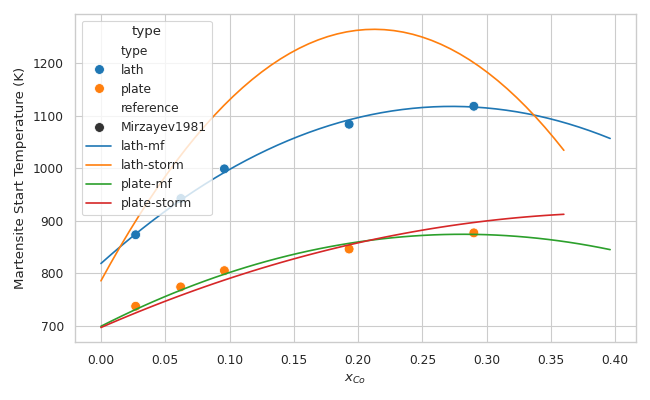 type
type
lath
plate
reference
Mirzayev1981
lath-mf
lath-storm
plate-mf
plate-storm
Martensite Start Temperature (K)
1200
1100
1000
900
800
700
0.00 0.05 0.10 0.15 0.20 0.25 0.30 0.35 0.40
x_{Co}